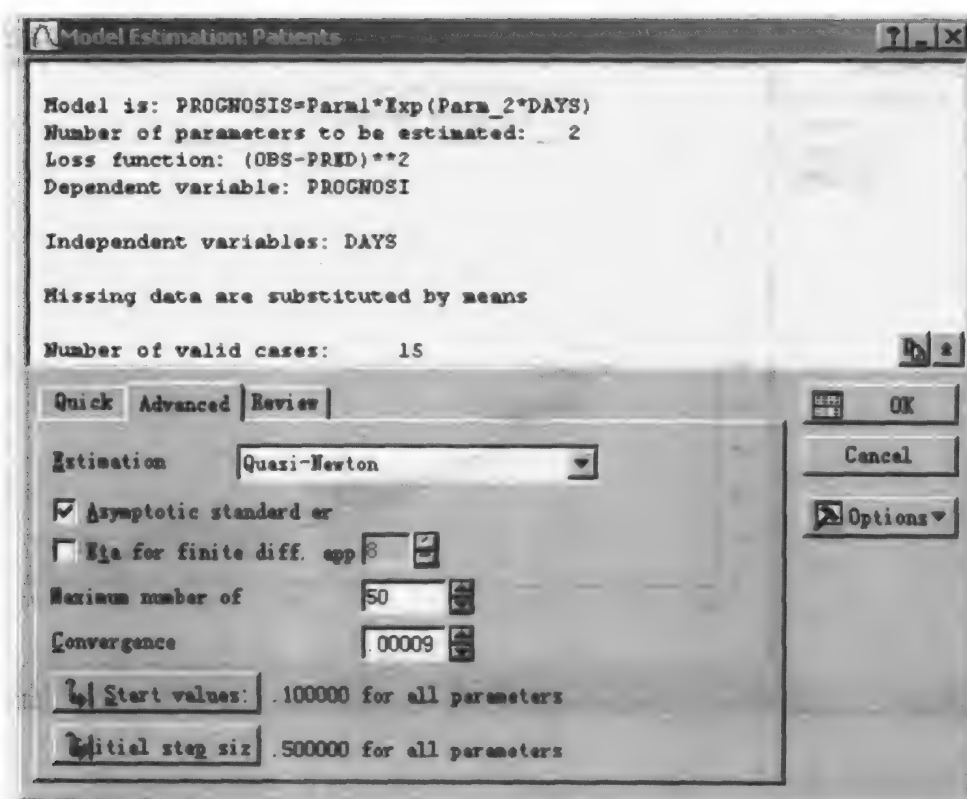 Model Estimation: Patients
Model is: PROGNOSIS=Param1*Exp(Param_2*DAYS)
Number of parameters to be estimated: 2
Loss function: (OBS-PRED)**2
Dependent variable: PROGNOSI
Independent variables: DAYS
Missing data are substituted by means
Number of valid cases: 15
Quick Advanced Review
OK
Estimation Quasi-Newton
Cancel
Asymptotic standard er
Options
Eta for finite diff. app 8
Maximum number of 50
Convergence .00009
Start values: .100000 for all parameters
Initial step siz .500000 for all parameters